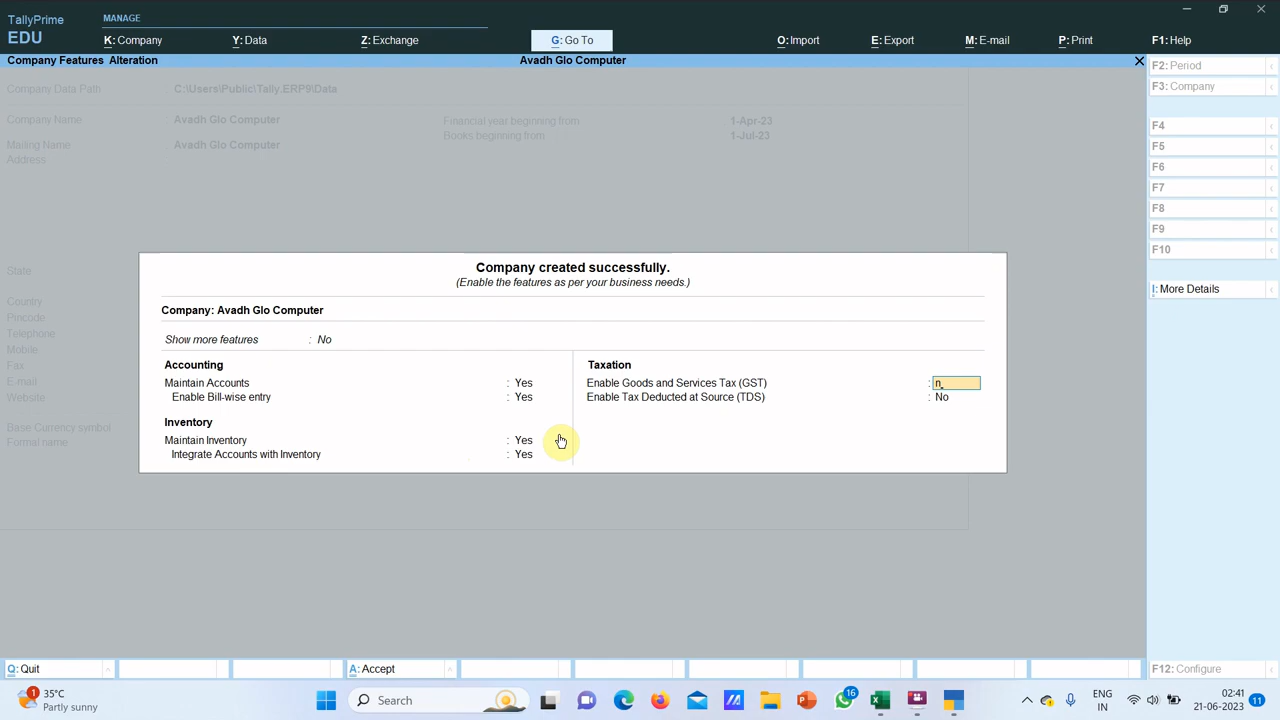 TallyPrime
EDU
MANAGE
K: Company
Y: Data
Z: Exchange
G: Go To
O: Import
E: Export
M: E-mail
P: Print
F1: Help
Company Features Alteration
Avadh Glo Computer
F2: Period
F3: Company
F4
F5
F6
F7
F8
F9
F10
I: More Details
Company Data Path
C:\Users\Public\Tally.ERP9\Data
Company Name
Avadh Glo Computer
Financial year beginning from
1-Apr-23
Books beginning from
1-Jul-23
Mailing Name
Avadh Glo Computer
Address
State
Country
Pincode
Telephone
Mobile
Fax
E-mail
Website
Base Currency symbol
Formal name
Company created successfully.
(Enable the features as per your business needs.)
Company: Avadh Glo Computer
Show more features : No
Accounting
Maintain Accounts : Yes
Enable Bill-wise entry : Yes
Inventory
Maintain Inventory : Yes
Integrate Accounts with Inventory : Yes
Taxation
Enable Goods and Services Tax (GST) : n
Enable Tax Deducted at Source (TDS) : No
Q: Quit
A: Accept
F12: Configure
1
35°C
Partly sunny
Search
16
ENG
IN
02:41
21-06-2023
11